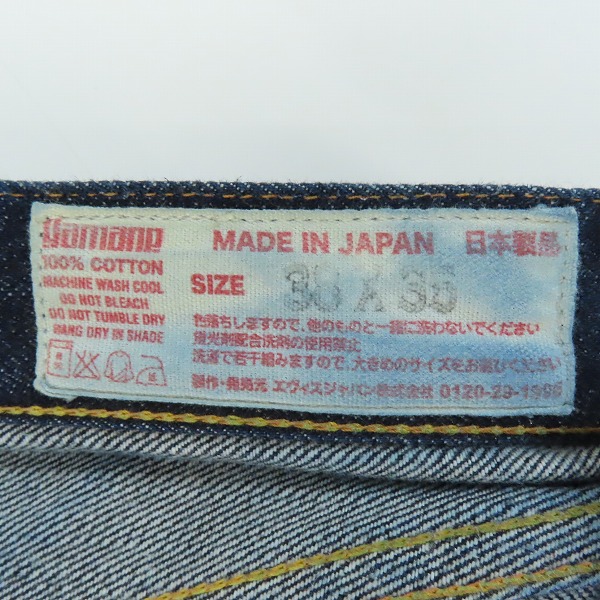 Yamane
MADE IN JAPAN 日本製品
100% COTTON
MACHINE WASH COOL
DO NOT BLEACH
DO NOT TUMBLE DRY
HANG DRY IN SHADE
SIZE
色落ちしますので、他のものと一緒に洗わないでください
蛍光剤配合洗剤の使用禁止
洗濯で若干縮みますので、大きめのサイズをお選びください
製作・発売元 エヴィスジャパン株式会社 0120-23-1996